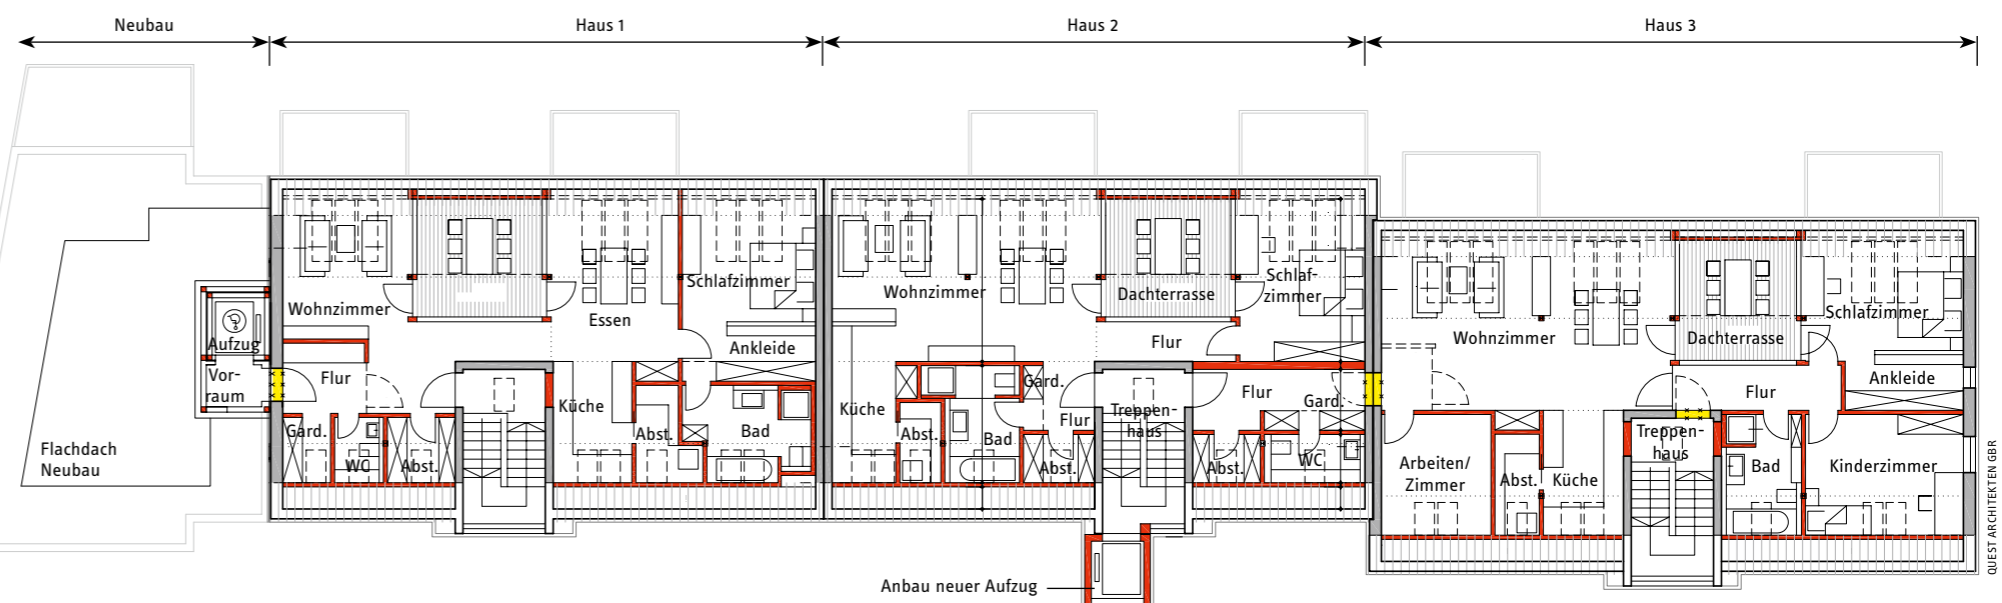 Neubau
Haus 1
Haus 2
Haus 3
Wohnzimmer
Essen
Schlafzimmer
Ankleide
Aufzug
Vor-
raum
Flur
Gard.
WC
Abst.
Küche
Abst.
Bad
Flachdach
Neubau
Wohnzimmer
Dachterrasse
Schlaf-
zimmer
Flur
Küche
Abst.
Bad
Gard.
Flur
Abst.
Treppen-
haus
Flur
Gard.
Abst.
WC
Anbau neuer Aufzug
Wohnzimmer
Dachterrasse
Schlafzimmer
Ankleide
Flur
Arbeiten/
Zimmer
Abst.
Küche
Treppen-
haus
Bad
Kinderzimmer
QUEST ARCHITEKTEN GBR